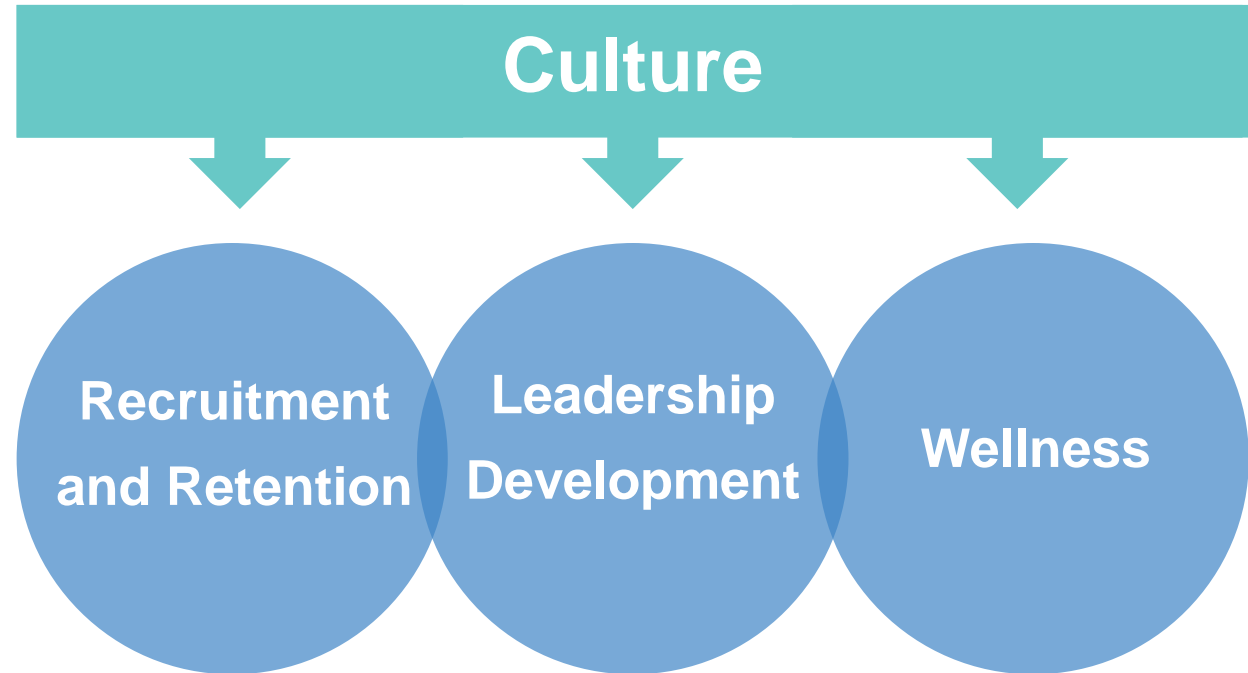 Culture
Recruitment
and Retention
Leadership
Development
Wellness